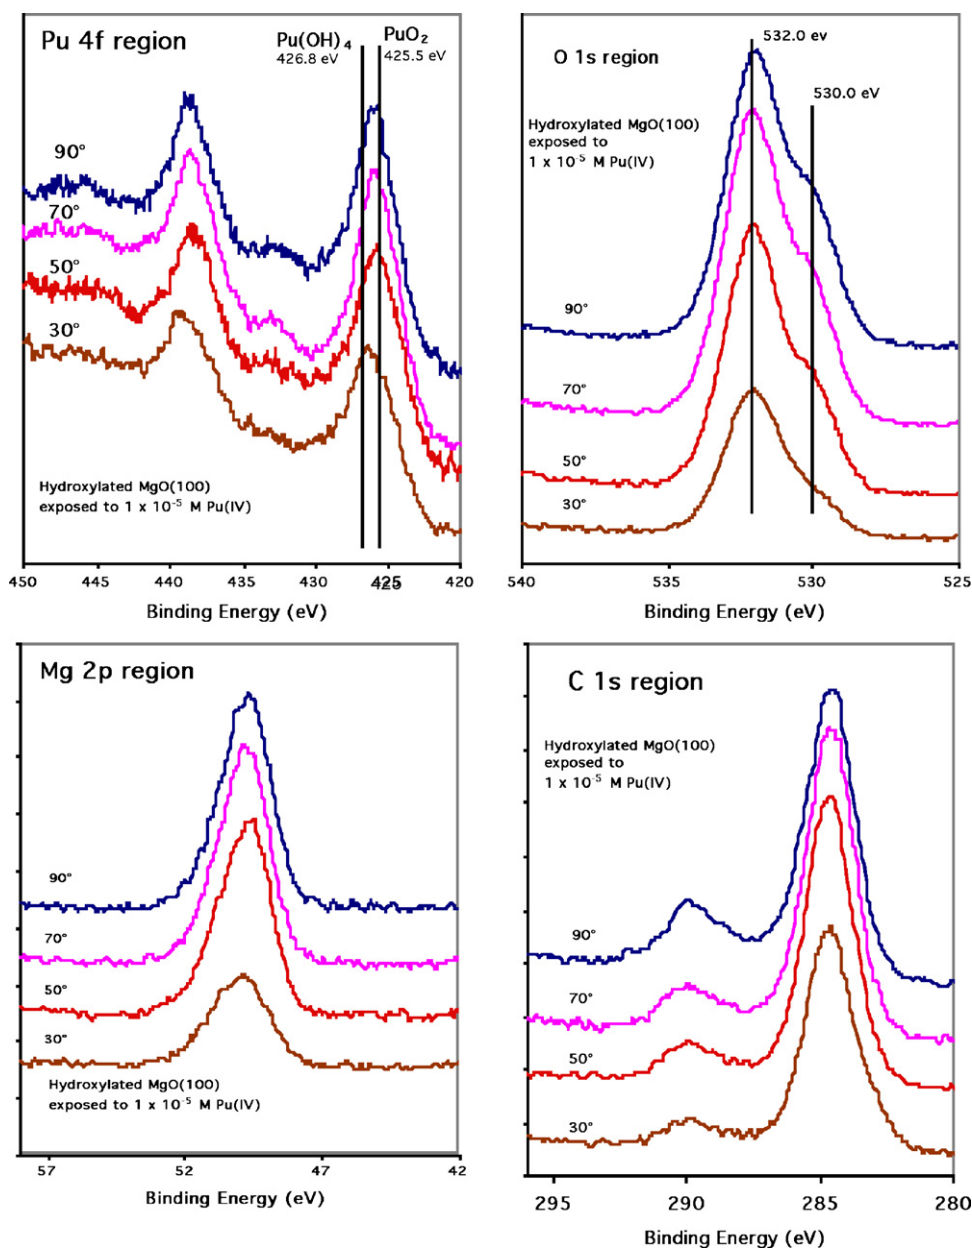 Pu 4f region
Pu(OH)4
426.8 eV
PuO2
425.5 eV
90°
70°
50°
30°
Hydroxylated MgO(100)
exposed to 1 x 10-5 M Pu(IV)
450 445 440 435 430 425 420
Binding Energy (eV)
O 1s region
532.0 ev
530.0 eV
Hydroxylated MgO(100)
exposed to
1 x 10-5 M Pu(IV)
90°
70°
50°
30°
540 535 530 525
Binding Energy (eV)
Mg 2p region
90°
70°
50°
30°
Hydroxylated MgO(100)
exposed to 1 x 10-5 M Pu(IV)
57 52 47 42
Binding Energy (eV)
C 1s region
Hydroxylated MgO(100)
exposed to
1 x 10-5 M Pu(IV)
90°
70°
50°
30°
295 290 285 280
Binding Energy (eV)